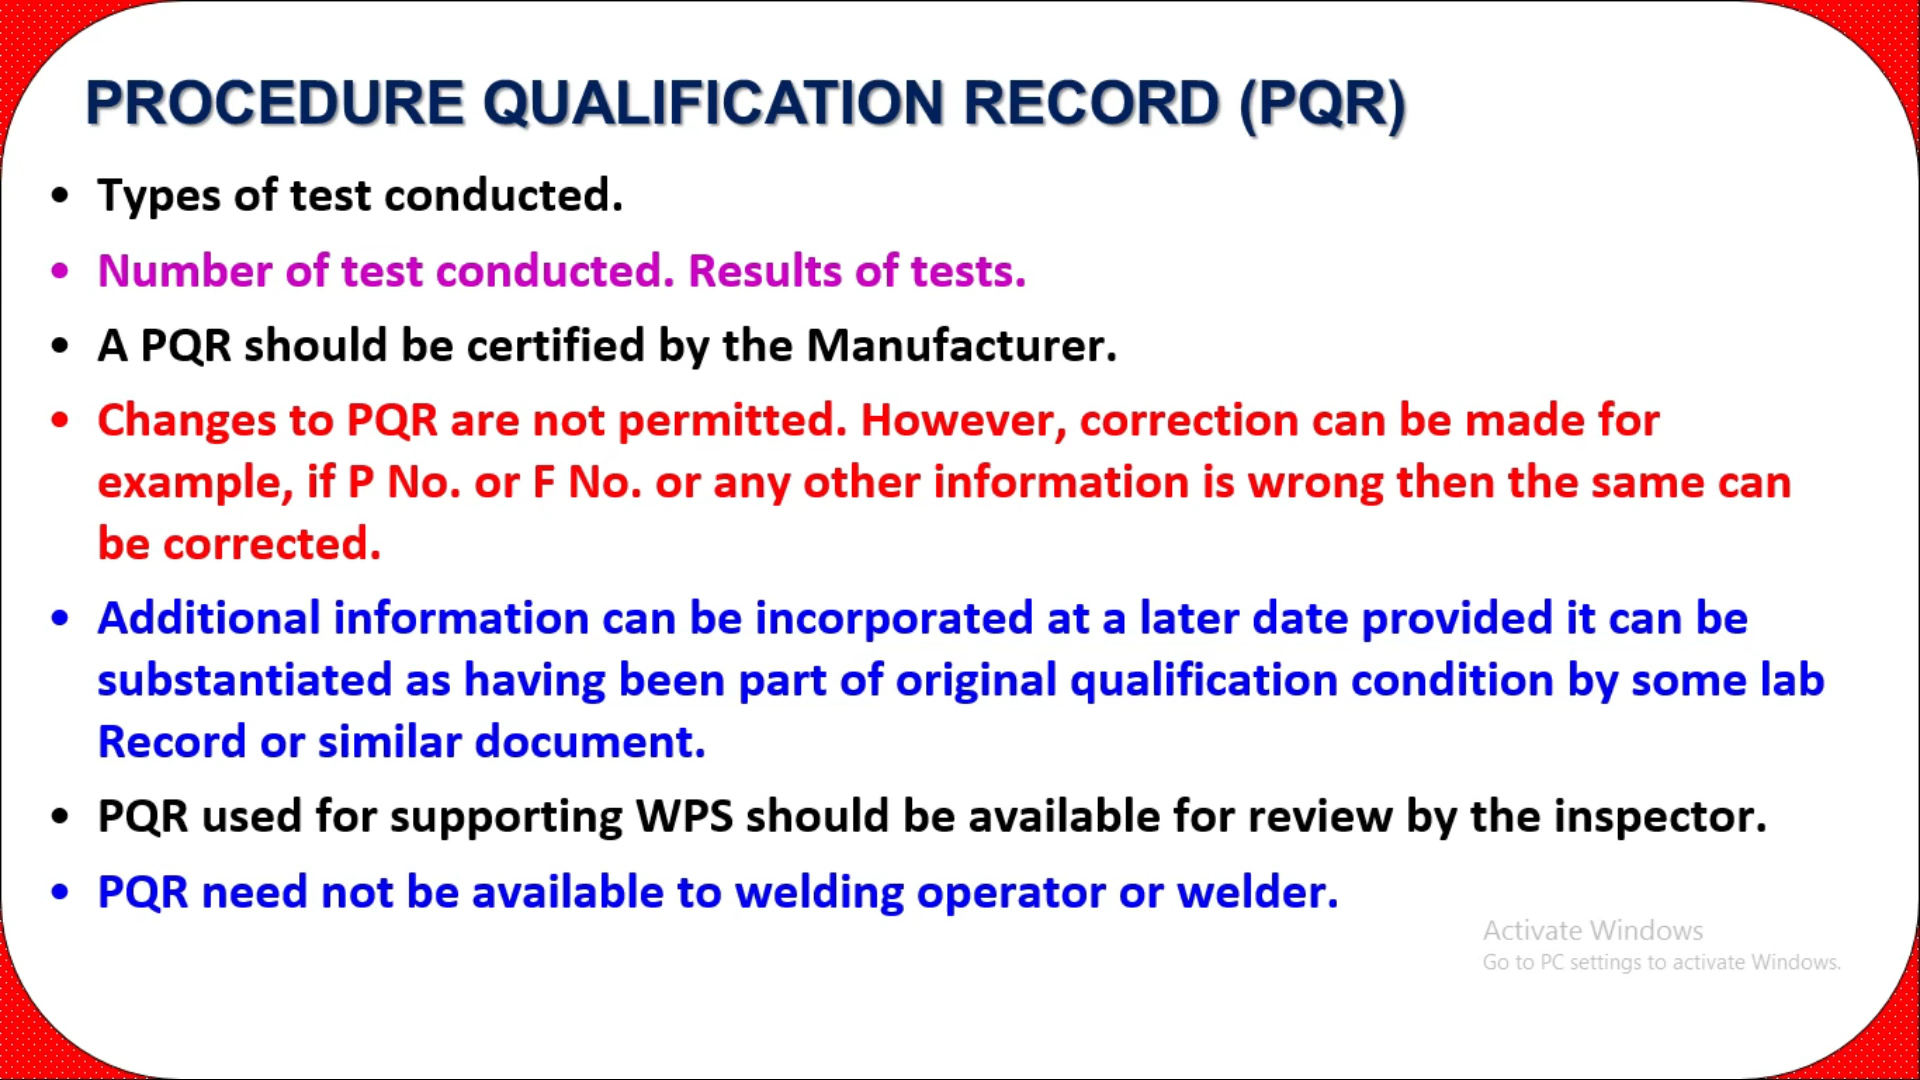 PROCEDURE QUALIFICATION RECORD (PQR)
• Types of test conducted.
• Number of test conducted. Results of tests.
• A PQR should be certified by the Manufacturer.
• Changes to PQR are not permitted. However, correction can be made for
example, if P No. or F No. or any other information is wrong then the same can
be corrected.
• Additional information can be incorporated at a later date provided it can be
substantiated as having been part of original qualification condition by some lab
Record or similar document.
• PQR used for supporting WPS should be available for review by the inspector.
• PQR need not be available to welding operator or welder.
Activate Windows
Go to PC settings to activate Windows.